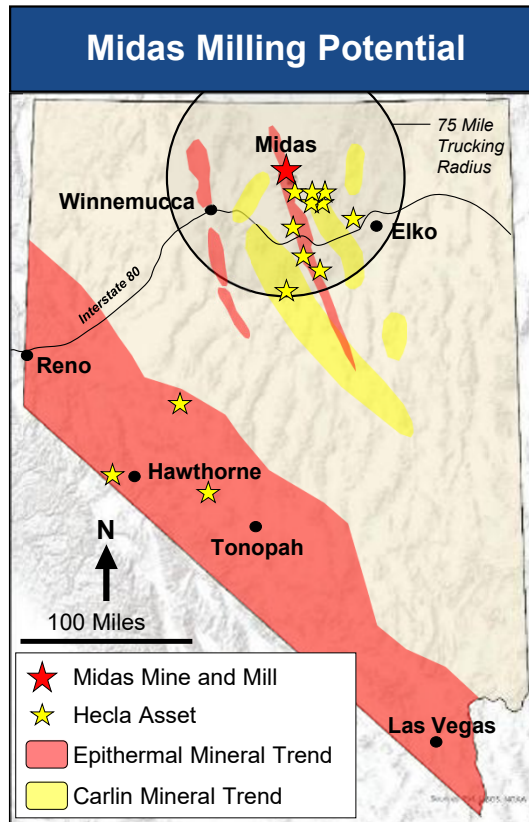 Midas Milling Potential
75 Mile
Trucking
Radius
Midas
Winnemucca
Elko
Interstate 80
Reno
Hawthorne
Tonopah
N
100 Miles
Midas Mine and Mill
Hecla Asset
Epithermal Mineral Trend
Carlin Mineral Trend
Las Vegas